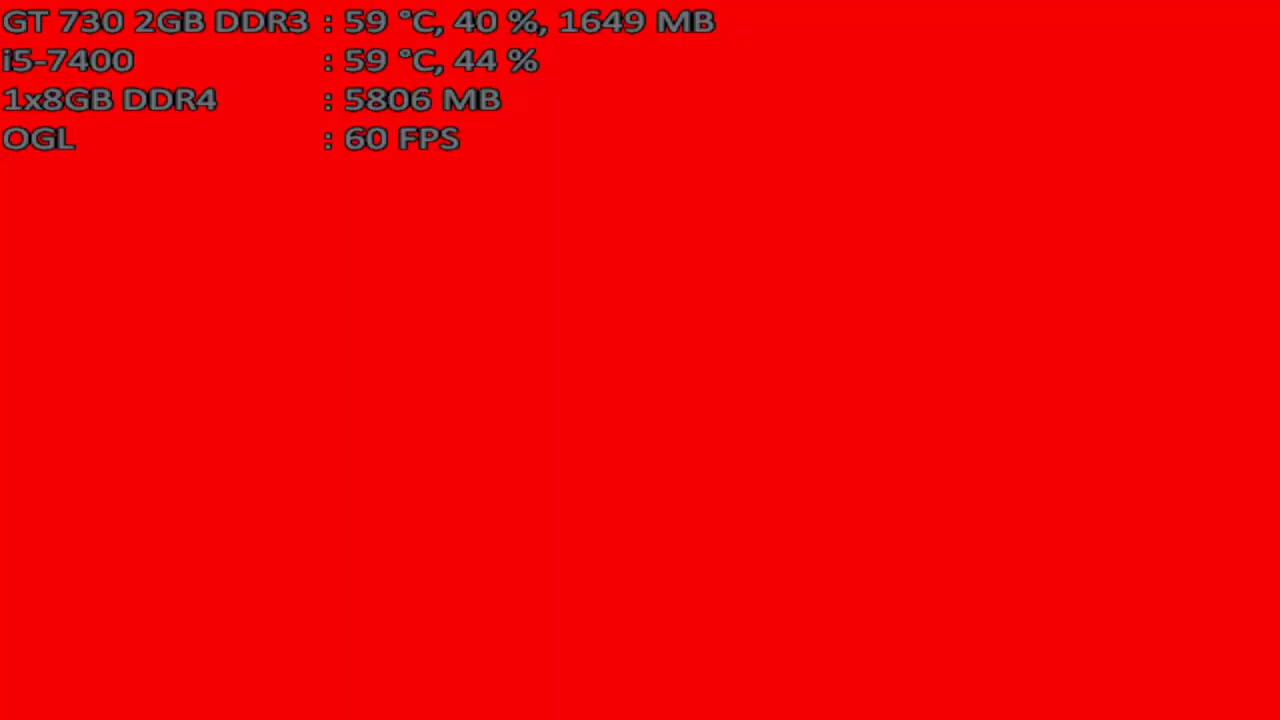 GT 730 2GB DDR3 : 59 °C, 40 %, 1649 MB
i5-7400 : 59 °C, 44 %
1x8GB DDR4 : 5806 MB
OGL : 60 FPS